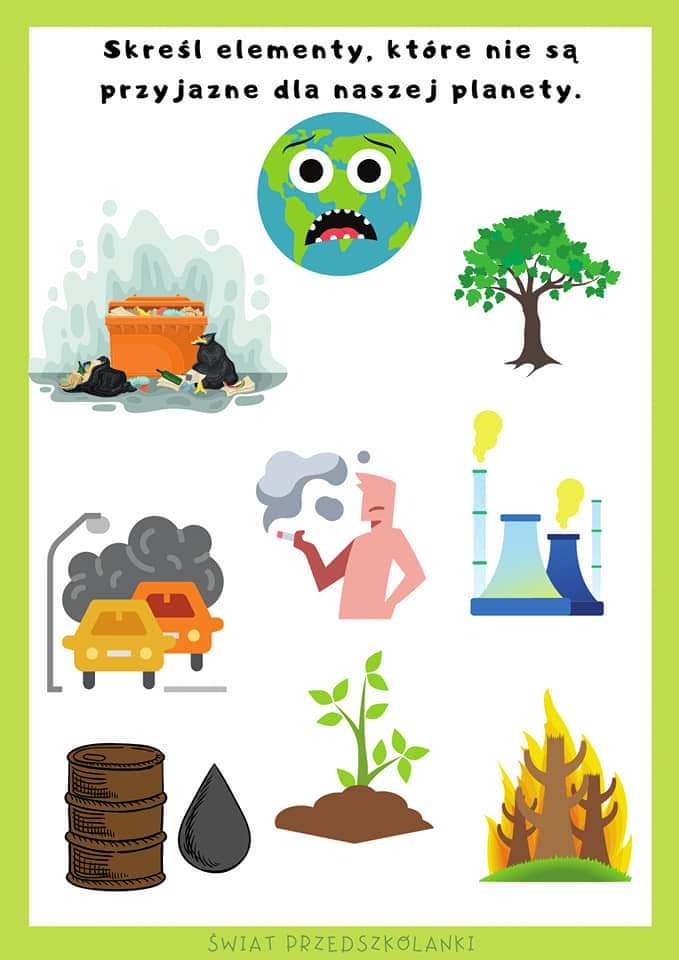 Skreśl elementy, które nie są
przyjazne dla naszej planety.
ŚWIAT PRZEDSZKOLANKI